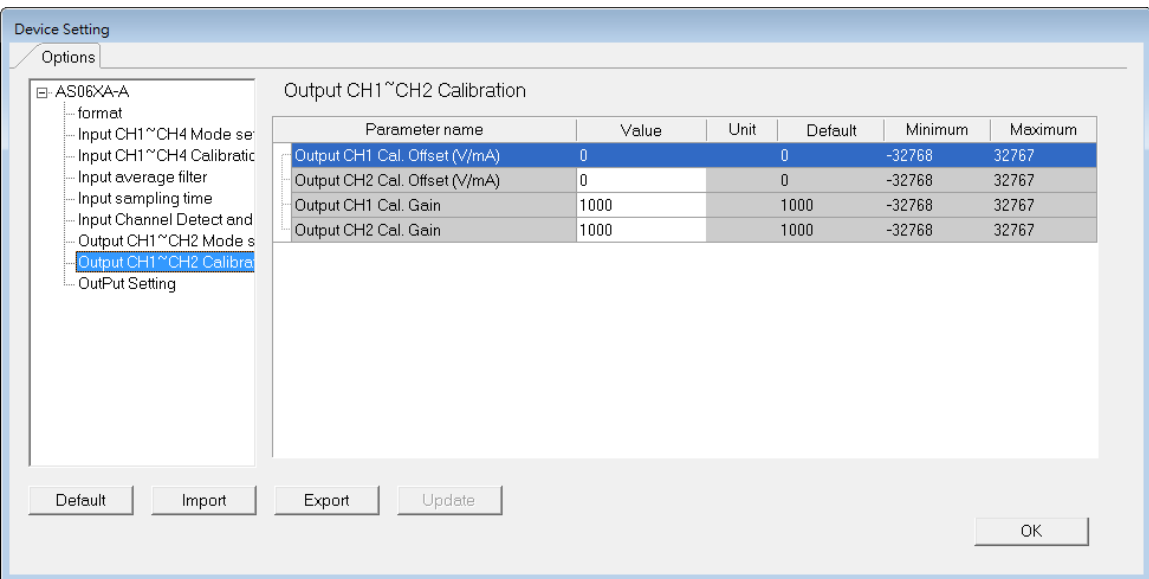 Device Setting
Options
AS06XA-A
format
Input CH1~CH4 Mode se
Input CH1~CH4 Calibratic
Input average filter
Input sampling time
Input Channel Detect and
Output CH1~CH2 Mode s
Output CH1~CH2 Calibra
OutPut Setting
Output CH1~CH2 Calibration
Parameter name Value Unit Default Minimum Maximum
Output CH1 Cal. Offset (V/mA) 0 0 -32768 32767
Output CH2 Cal. Offset (V/mA) 0 0 -32768 32767
Output CH1 Cal. Gain 1000 1000 -32768 32767
Output CH2 Cal. Gain 1000 1000 -32768 32767
Default Import Export Update
OK